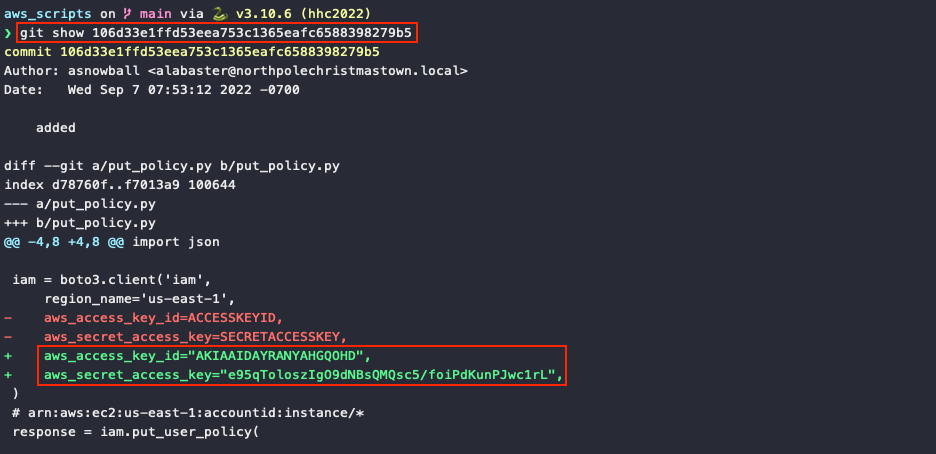 aws_scripts on main via 🐍 v3.10.6 (hhc2022)
❯ git show 106d33e1ffd53eea753c1365eafc6588398279b5
commit 106d33e1ffd53eea753c1365eafc6588398279b5
Author: asnowball <alabaster@northpolechristmastown.local>
Date:   Wed Sep 7 07:53:12 2022 -0700
    added
diff --git a/put_policy.py b/put_policy.py
index d78760f..f7013a9 100644
--- a/put_policy.py
+++ b/put_policy.py
@@ -4,8 +4,8 @@ import json
 iam = boto3.client('iam',
     region_name='us-east-1',
-    aws_access_key_id=ACCESSKEYID,
-    aws_secret_access_key=SECRETACCESSKEY,
+    aws_access_key_id="AKIAAIDAYRANYAHGQOHD",
+    aws_secret_access_key="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",
 )
 # arn:aws:ec2:us-east-1:accountid:instance/*
 response = iam.put_user_policy(